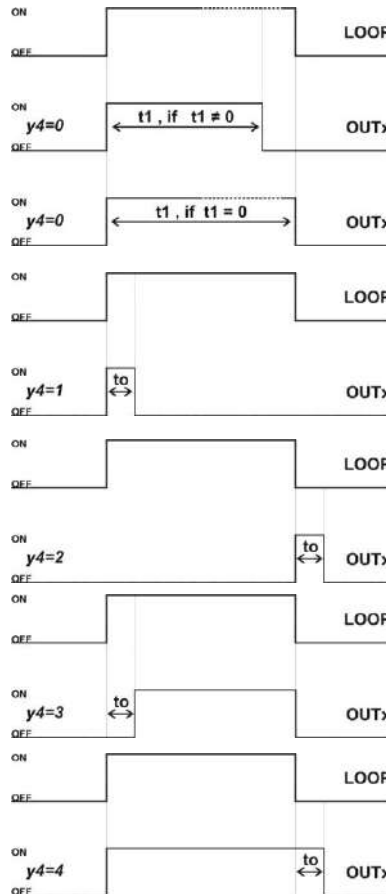 ON
OFF
LOOP
ON
y4=0
t1 , if t1 ≠ 0
OFF
OUTx
ON
y4=0
t1 , if t1 = 0
OFF
OUTx
ON
LOOP
OFF
ON
to
y4=1
OUTx
OFF
ON
LOOP
OFF
ON
to
y4=2
OUTx
OFF
ON
LOOP
OFF
ON
to
y4=3
OUTx
OFF
ON
LOOP
OFF
ON
to
y4=4
OUTx